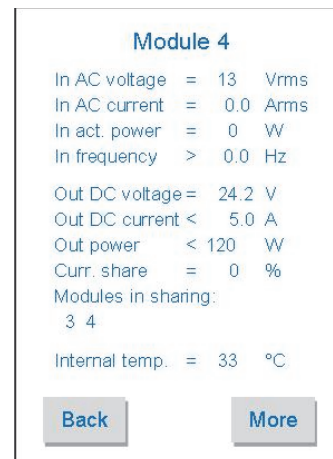 Module 4
In AC voltage = 13 Vrms
In AC current = 0.0 Arms
In act. power = 0 W
In frequency > 0.0 Hz
Out DC voltage = 24.2 V
Out DC current < 5.0 A
Out power < 120 W
Curr. share = 0 %
Modules in sharing:
3 4
Internal temp. = 33 °C
Back More